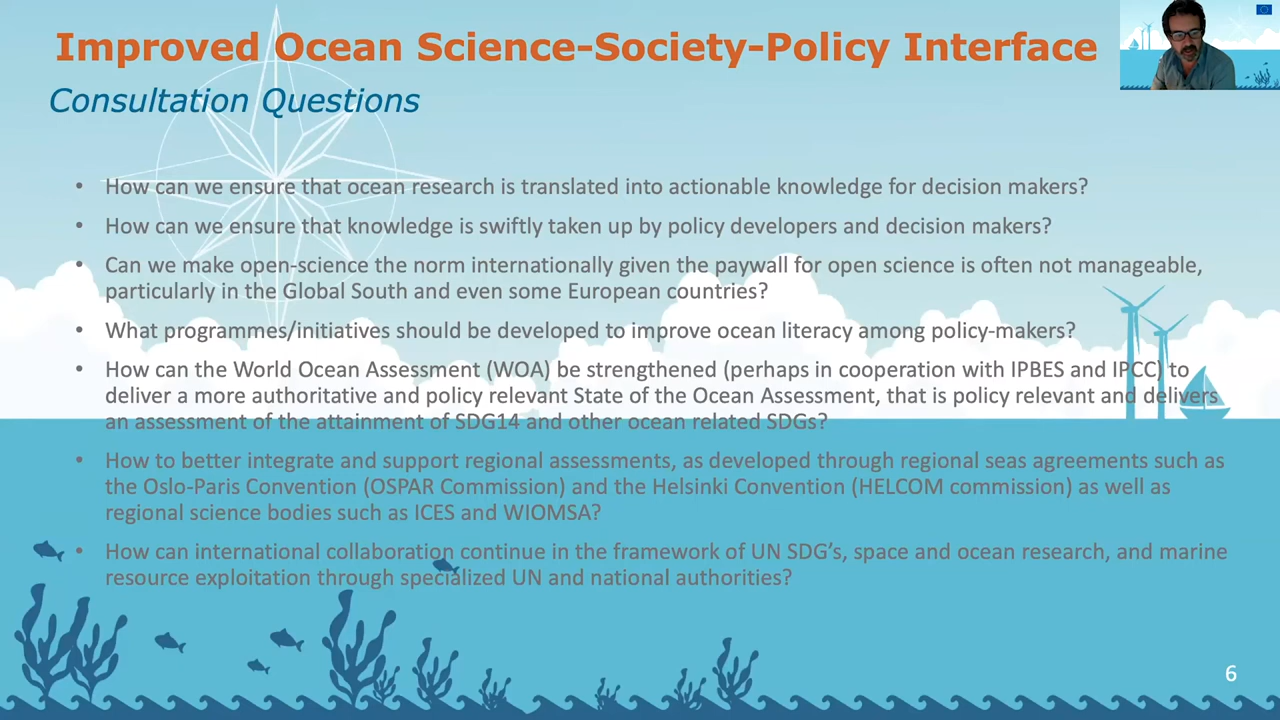 Improved Ocean Science-Society-Policy Interface
Consultation Questions
• How can we ensure that ocean research is translated into actionable knowledge for decision makers?
• How can we ensure that knowledge is swiftly taken up by policy developers and decision makers?
• Can we make open-science the norm internationally given the paywall for open science is often not manageable,
particularly in the Global South and even some European countries?
• What programmes/initiatives should be developed to improve ocean literacy among policy-makers?
• How can the World Ocean Assessment (WOA) be strengthened (perhaps in cooperation with IPBES and IPCC) to
deliver a more authoritative and policy relevant State of the Ocean Assessment, that is policy relevant and delivers
an assessment of the attainment of SDG14 and other ocean related SDGs?
• How to better integrate and support regional assessments, as developed through regional seas agreements such as
the Oslo-Paris Convention (OSPAR Commission) and the Helsinki Convention (HELCOM commission) as well as
regional science bodies such as ICES and WIOMSA?
• How can international collaboration continue in the framework of UN SDG's, space and ocean research, and marine
resource exploitation through specialized UN and national authorities?
6